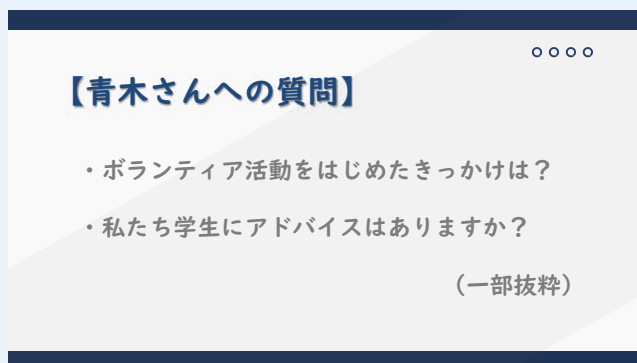 【青木さんへの質問】
・ボランティア活動をはじめたきっかけは？
・私たち学生にアドバイスはありますか？
（一部抜粋）